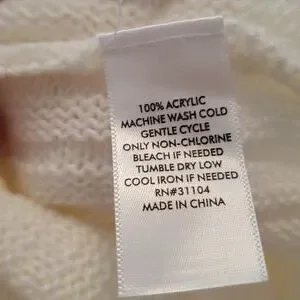 100% ACRYLIC
MACHINE WASH COLD
GENTLE CYCLE
ONLY NON-CHLORINE
BLEACH IF NEEDED
TUMBLE DRY LOW
COOL IRON IF NEEDED
RN#31104
MADE IN CHINA